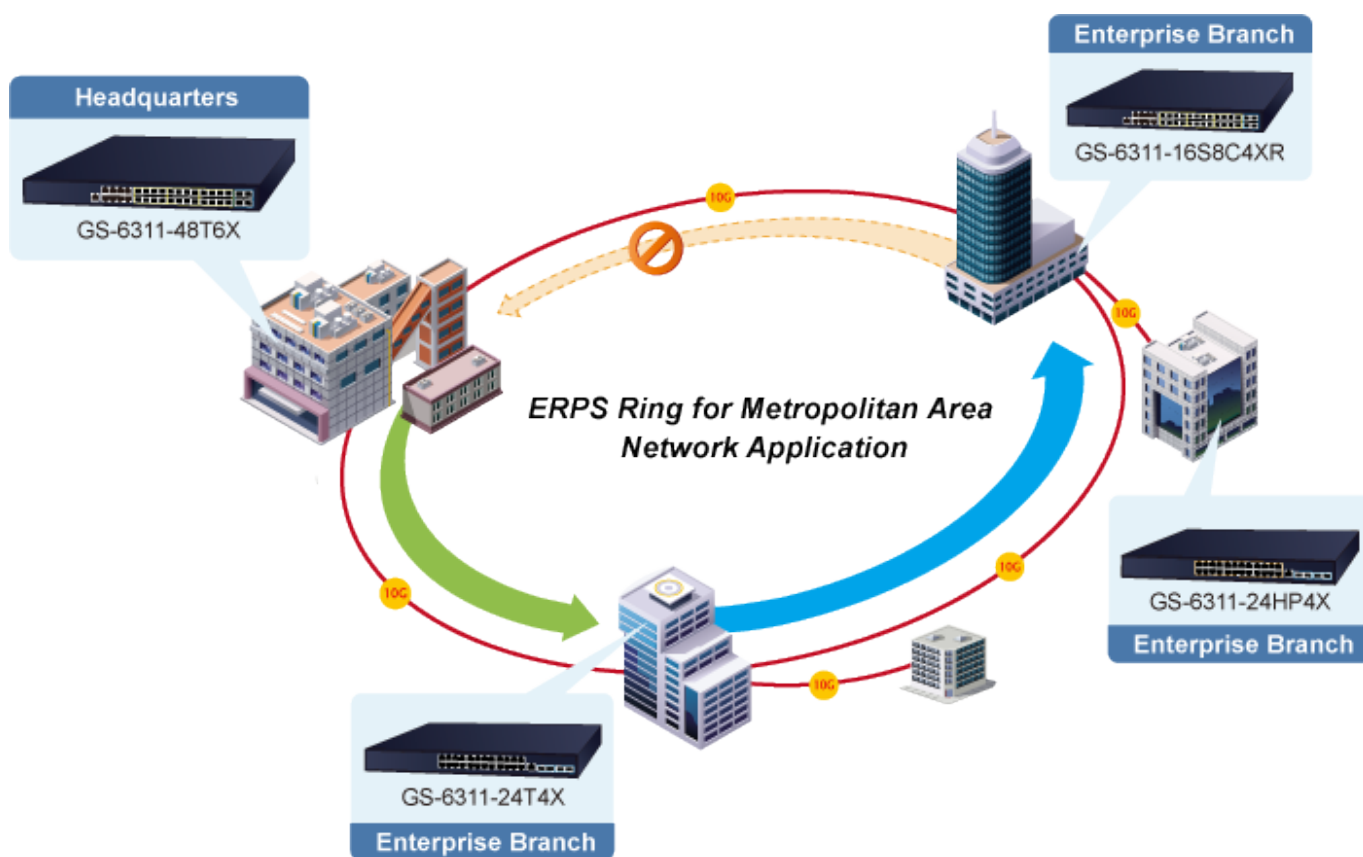 Enterprise Branch
GS-6311-16S8C4XR
Headquarters
GS-6311-48T6X
10G
10G
ERPS Ring for Metropolitan Area
Network Application
10G
10G
10G
GS-6311-24HP4X
Enterprise Branch
GS-6311-24T4X
Enterprise Branch